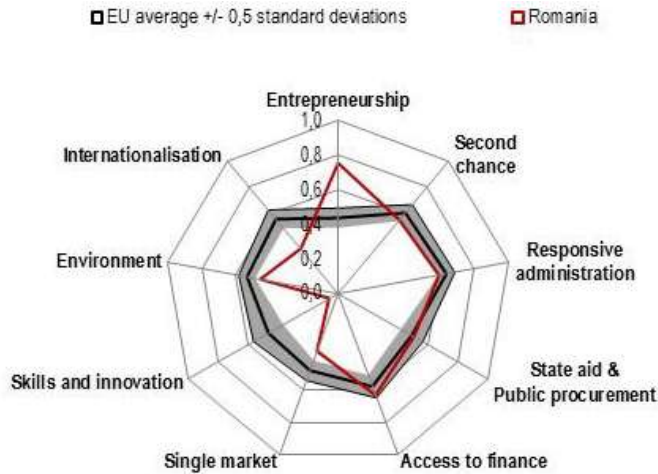 EU average +/- 0,5 standard deviations
Romania
Entrepreneurship
1,0
0,8
0,6
0,4
0,2
0,0
Second
chance
Responsive
administration
State aid &
Public procurement
Access to finance
Single market
Skills and innovation
Environment
Internationalisation